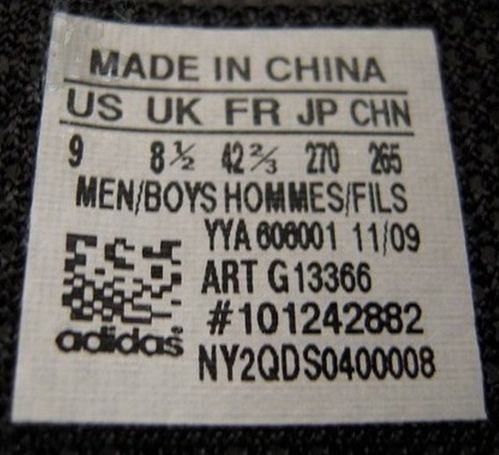 MADE IN CHINA
US UK FR JP CHN
9 8½ 42⅔ 270 265
MEN/BOYS HOMMES/FILS
YYA 606001 11/09
ART G13366
#101242882
adidas
NY2QDS0400008